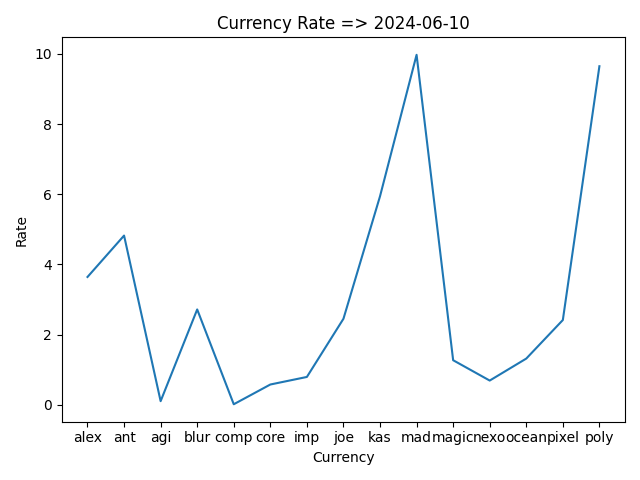 Currency Rate => 2024-06-10
10
8
6
4
2
0
Rate
alex ant agi blur comp core imp joe kas mad magic nexo ocean pixel poly
Currency